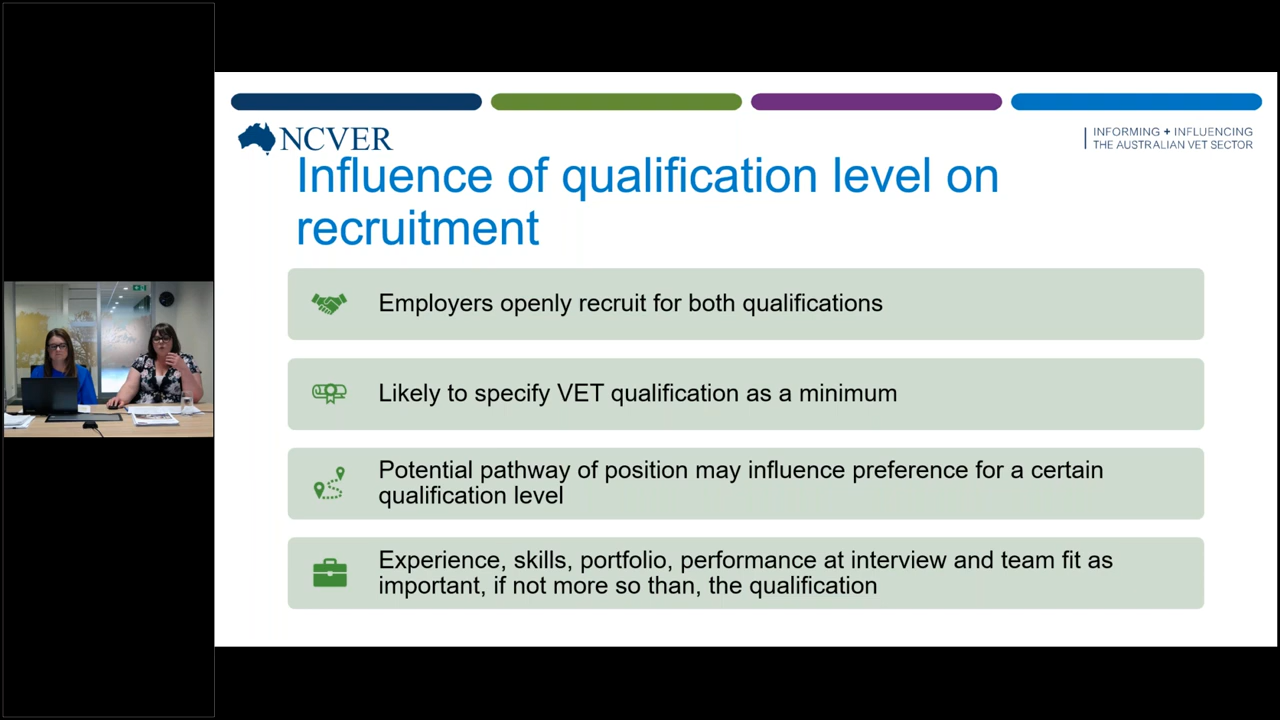 NCVER
INFORMING + INFLUENCING
THE AUSTRALIAN VET SECTOR
Influence of qualification level on
recruitment
Employers openly recruit for both qualifications
Likely to specify VET qualification as a minimum
Potential pathway of position may influence preference for a certain
qualification level
Experience, skills, portfolio, performance at interview and team fit as
important, if not more so than, the qualification